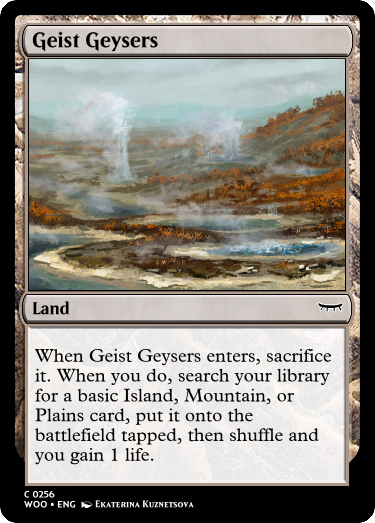 Geist Geysers
Land
When Geist Geysers enters, sacrifice
it. When you do, search your library
for a basic Island, Mountain, or
Plains card, put it onto the
battlefield tapped, then shuffle and
you gain 1 life.
C 0256
WOO • ENG Ekaterina Kuznetsova